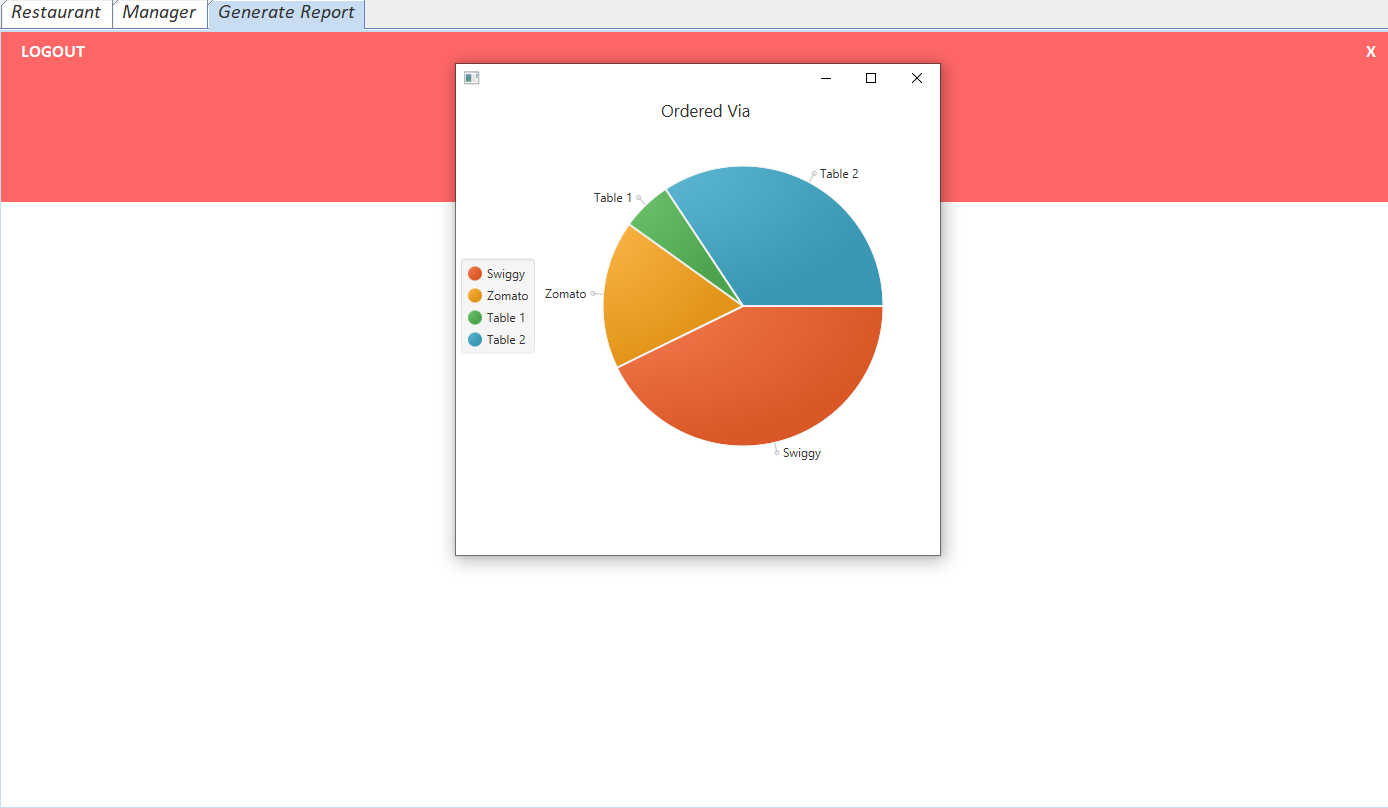 Restaurant Manager Generate Report
LOGOUT X
Ordered Via
Table 2
Table 1
Zomato
Swiggy
Swiggy
Zomato
Table 1
Table 2